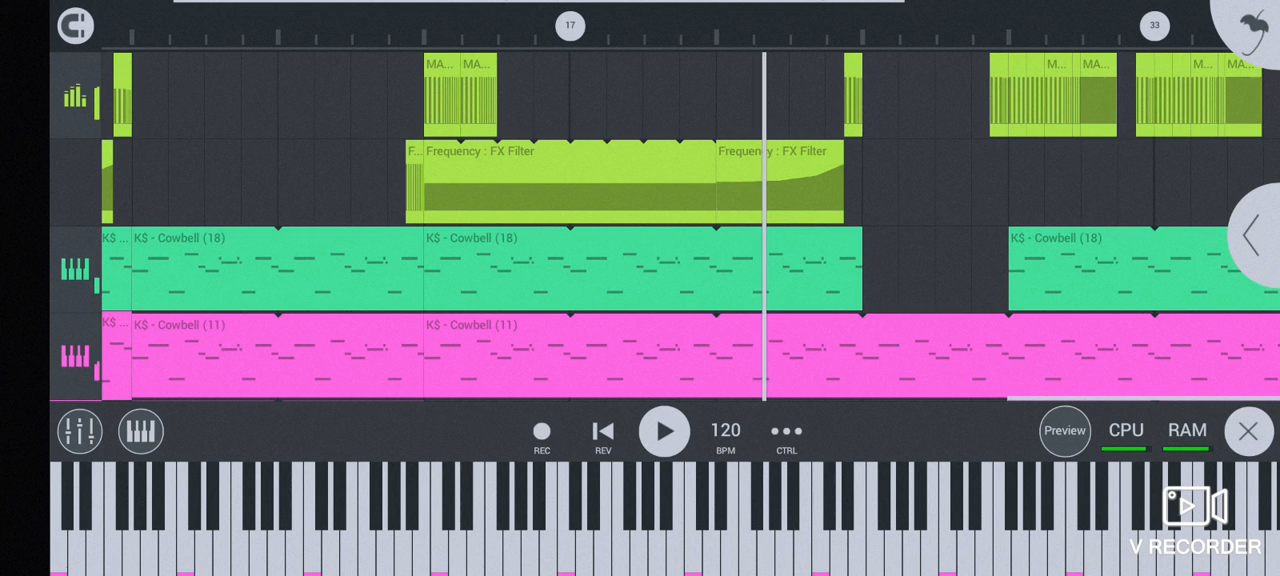 17
33
MA...
MA...
M...
MA...
M...
MA...
F...
Frequency : FX Filter
Frequency : FX Filter
K$ ...
K$ - Cowbell (18)
K$ - Cowbell (18)
K$ - Cowbell (18)
K$ ...
K$ - Cowbell (11)
K$ - Cowbell (11)
REC
REV
120
BPM
CTRL
Preview
CPU
RAM
V RECORDER